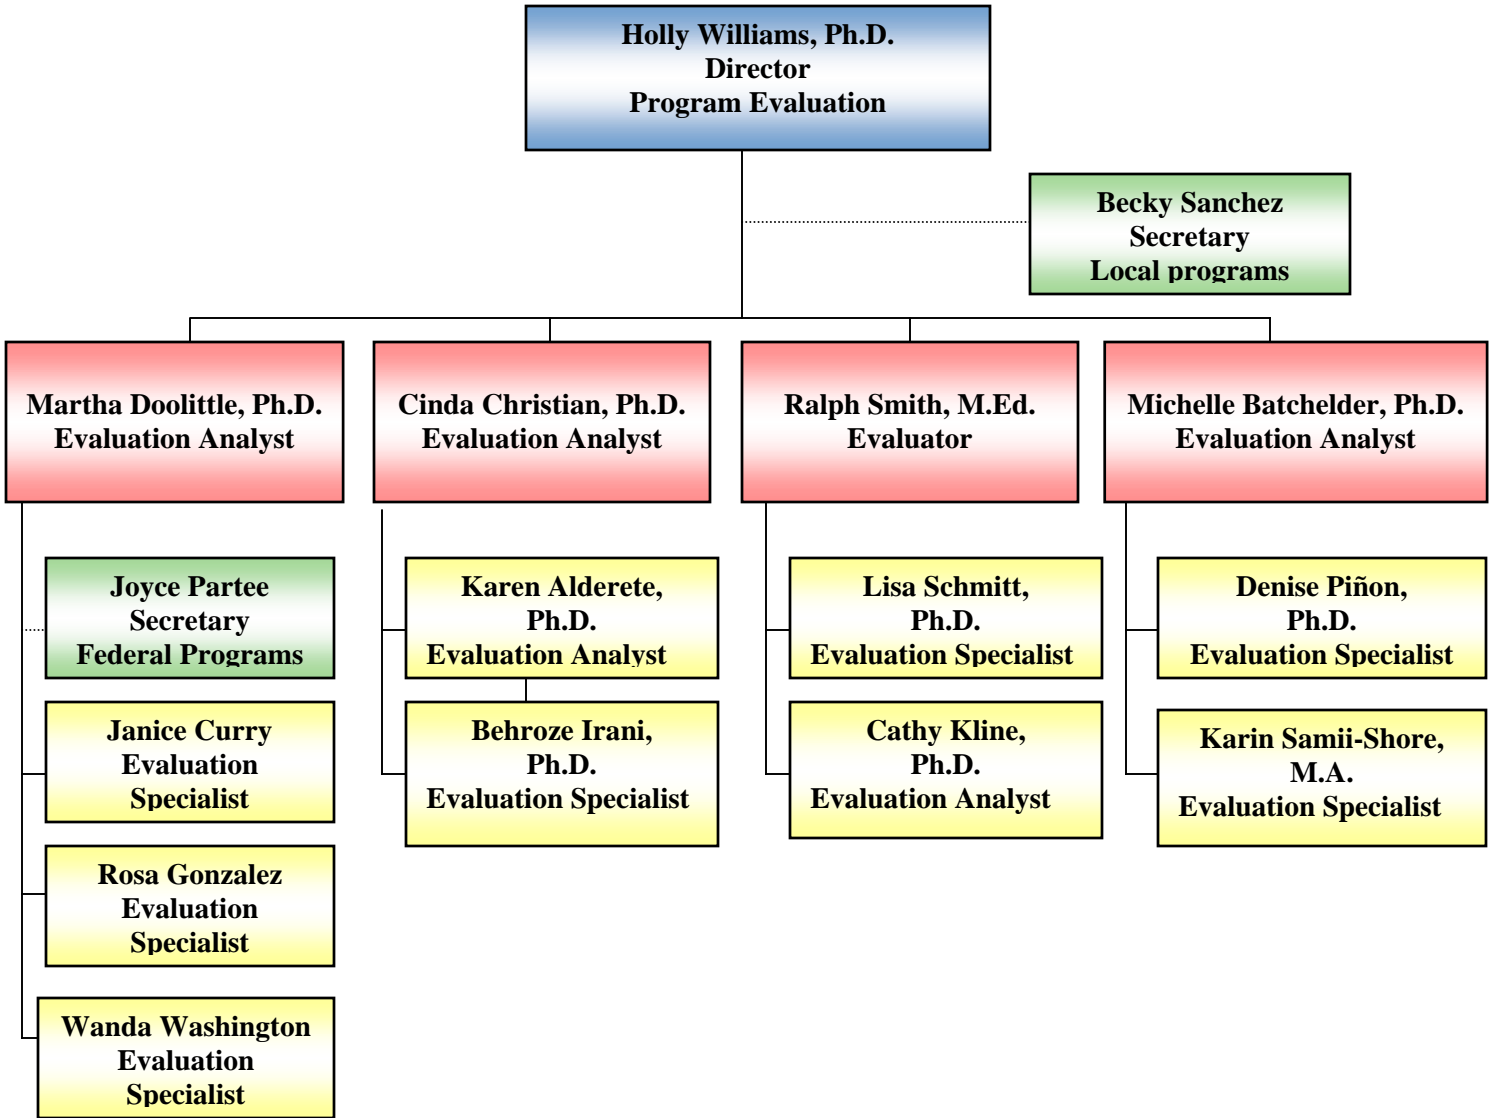 Holly Williams, Ph.D.
Director
Program Evaluation
Becky Sanchez
Secretary
Local programs
Martha Doolittle, Ph.D.
Evaluation Analyst
Cinda Christian, Ph.D.
Evaluation Analyst
Ralph Smith, M.Ed.
Evaluator
Michelle Batchelder, Ph.D.
Evaluation Analyst
Joyce Partee
Secretary
Federal Programs
Karen Alderete,
Ph.D.
Evaluation Analyst
Lisa Schmitt,
Ph.D.
Evaluation Specialist
Denise Piñon,
Ph.D.
Evaluation Specialist
Janice Curry
Evaluation
Specialist
Behroze Irani,
Ph.D.
Evaluation Specialist
Cathy Kline,
Ph.D.
Evaluation Analyst
Karin Samii-Shore,
M.A.
Evaluation Specialist
Rosa Gonzalez
Evaluation
Specialist
Wanda Washington
Evaluation
Specialist